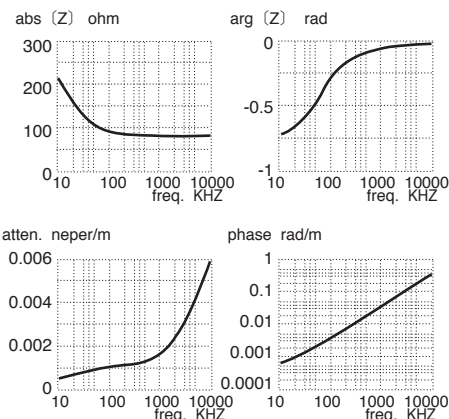 abs (Z) ohm
300
200
100
0
10 100 1000 10000
freq. KHZ
arg (Z) rad
0
-0.5
-1
10 100 1000 10000
freq. KHZ
atten. neper/m
0.006
0.004
0.002
0
10 100 1000 10000
freq. KHZ
phase rad/m
1
0.1
0.01
0.001
0.0001
10 100 1000 10000
freq. KHZ